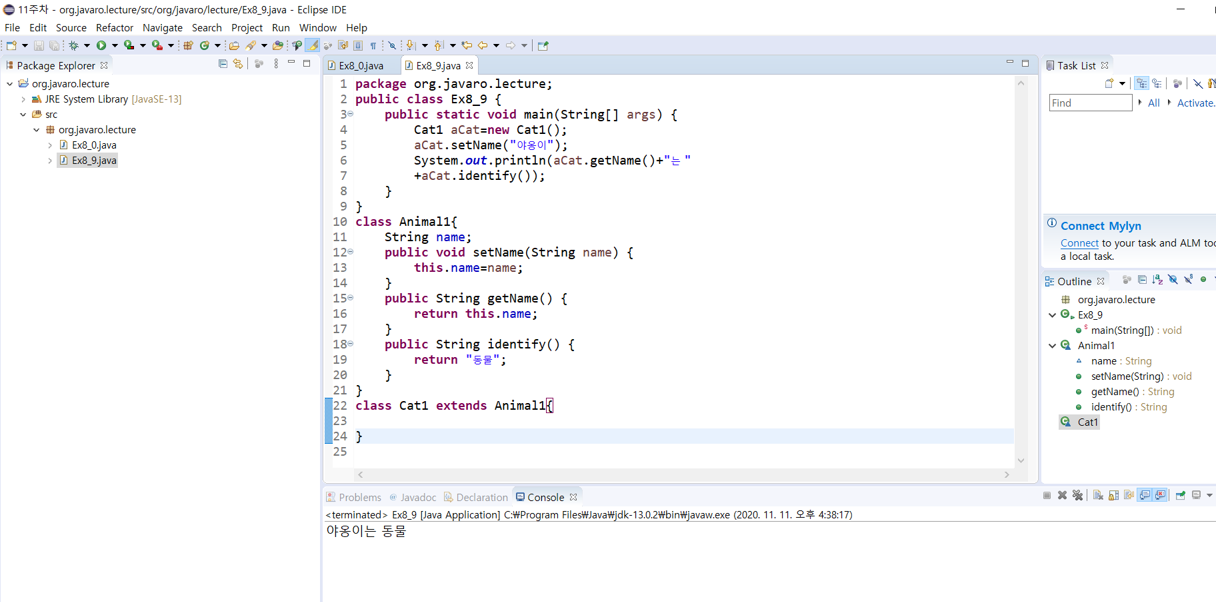 11주차 - org.javaro.lecture/src/org/javaro/lecture/Ex8_9.java - Eclipse IDE
File Edit Source Refactor Navigate Search Project Run Window Help
Package Explorer
org.javaro.lecture
JRE System Library [JavaSE-13]
src
org.javaro.lecture
Ex8_0.java
Ex8_9.java
Ex8_0.java Ex8_9.java
1 package org.javaro.lecture;
2 public class Ex8_9 {
3 public static void main(String[] args) {
4 Cat1 aCat=new Cat1();
5 aCat.setName("야옹이");
6 System.out.println(aCat.getName()+"는 "
7 +aCat.identify());
8 }
9 }
10 class Animal1{
11 String name;
12 public void setName(String name) {
13 this.name=name;
14 }
15 public String getName() {
16 return this.name;
17 }
18 public String identify() {
19 return "동물";
20 }
21 }
22 class Cat1 extends Animal1{
23
24 }
25
Task List
Find All Activate.
Connect Mylyn
Connect to your task and ALM too
a local task.
Outline
org.javaro.lecture
Ex8_9
main(String[]) : void
Animal1
name : String
setName(String) : void
getName() : String
identify() : String
Cat1
Problems Javadoc Declaration Console
<terminated> Ex8_9 [Java Application] C:₩Program Files₩Java₩jdk-13.0.2₩bin₩javaw.exe (2020. 11. 11. 오후 4:38:17)
야옹이는 동물